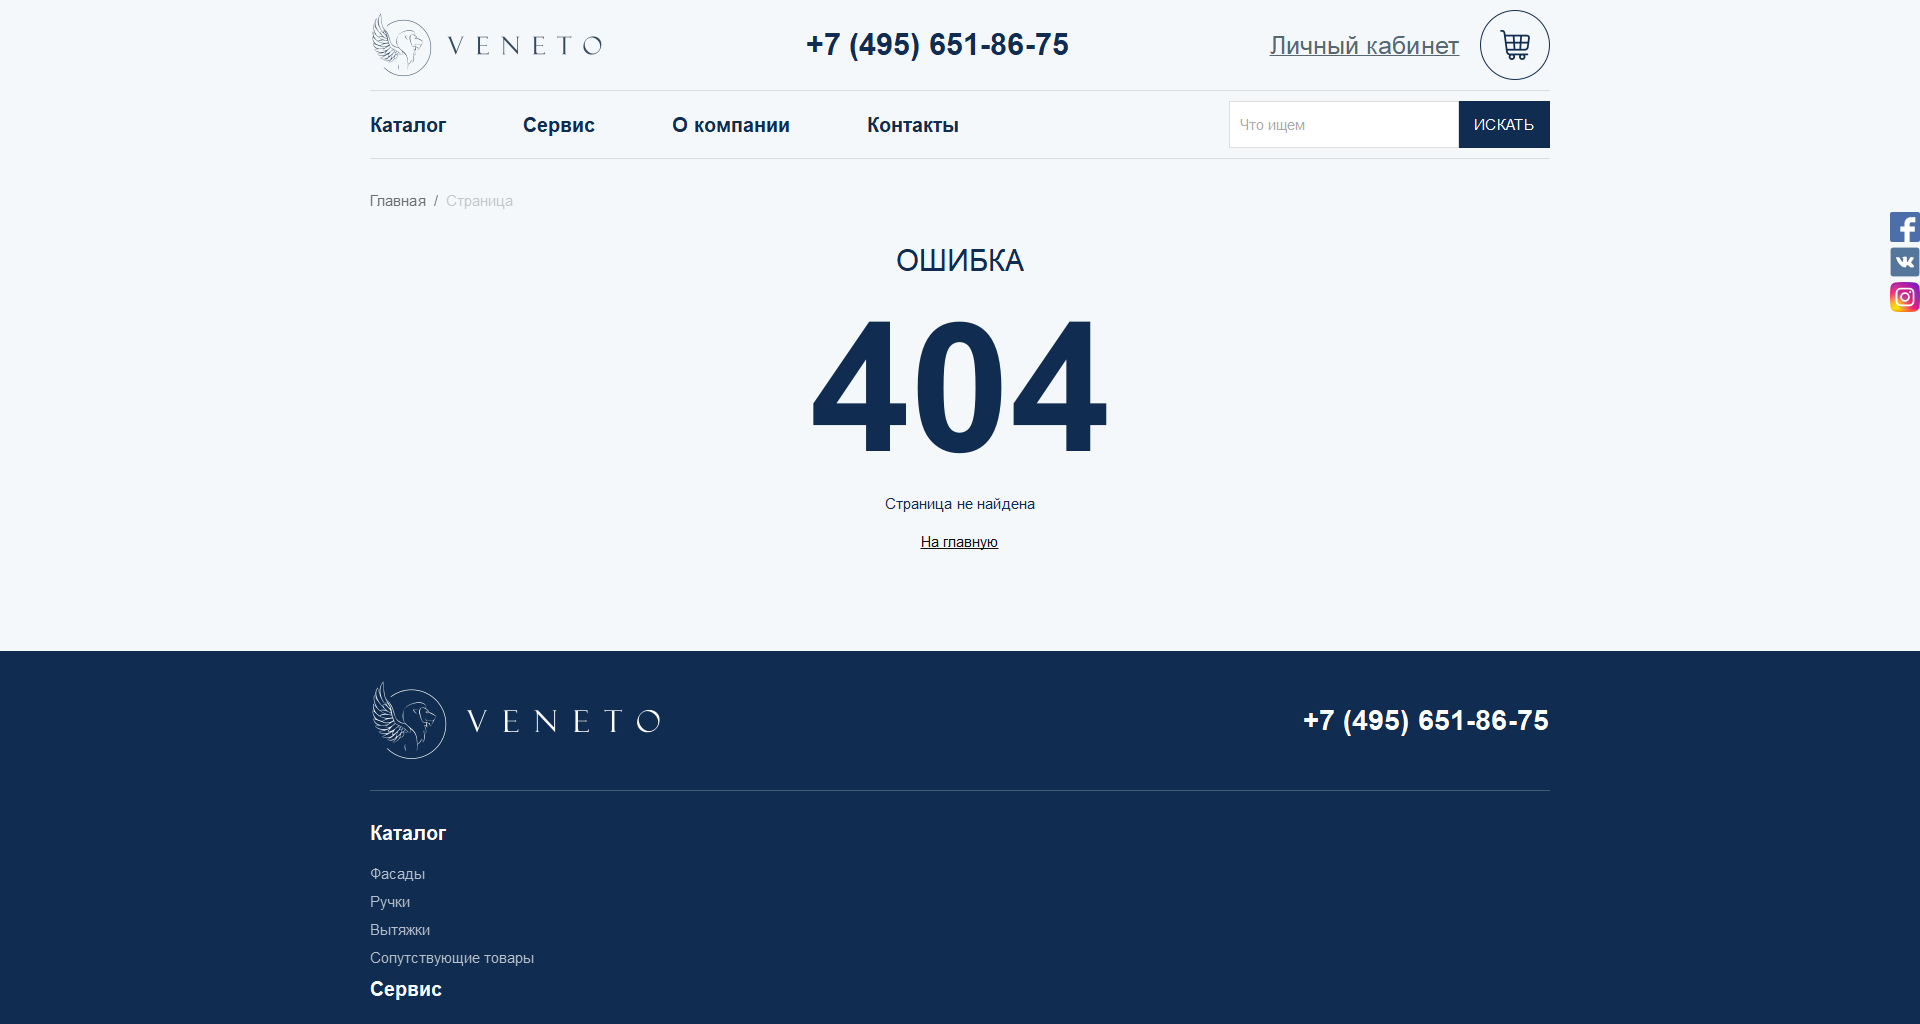 VENETO
+7 (495) 651-86-75
Личный кабинет
Каталог
Сервис
О компании
Контакты
Что ищем
ИСКАТЬ
Главная / Страница
ОШИБКА
404
Страница не найдена
На главную
VENETO
+7 (495) 651-86-75
Каталог
Фасады
Ручки
Вытяжки
Сопутствующие товары
Сервис